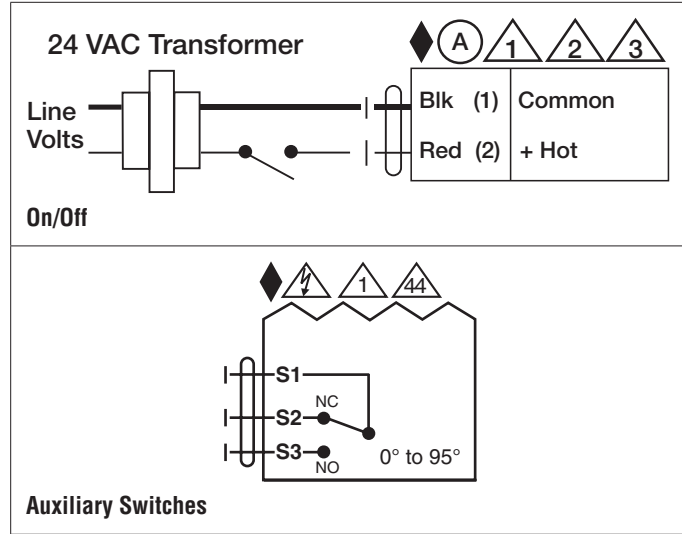 24 VAC Transformer
A 1 2 3
Line Volts
Blk (1) Common
Red (2) + Hot
On/Off
1 44
S1
NC
S2
S3
NO
0° to 95°
Auxiliary Switches